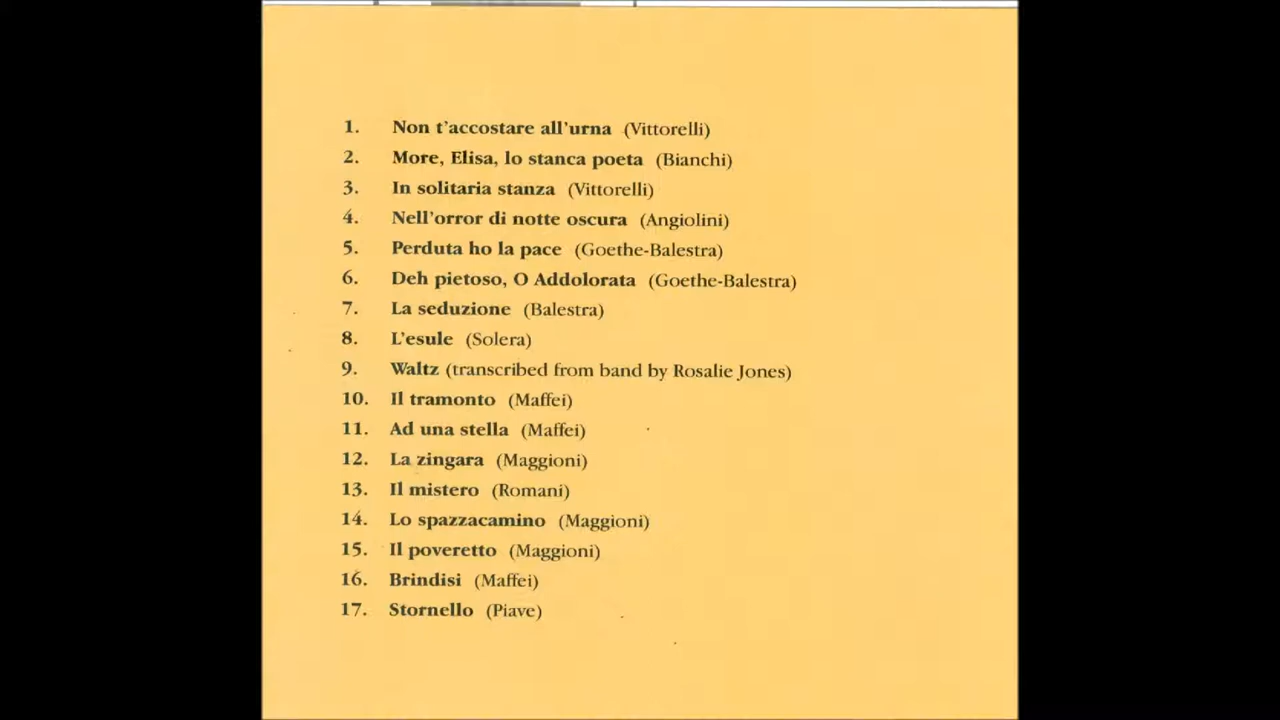 1. Non t'accostare all'urna (Vittorelli)
2. More, Elisa, lo stanca poeta (Bianchi)
3. In solitaria stanza (Vittorelli)
4. Nell'orror di notte oscura (Angiolini)
5. Perduta ho la pace (Goethe-Balestra)
6. Deh pietoso, O Addolorata (Goethe-Balestra)
7. La seduzione (Balestra)
8. L'esule (Solera)
9. Waltz (transcribed from band by Rosalie Jones)
10. Il tramonto (Maffei)
11. Ad una stella (Maffei)
12. La zingara (Maggioni)
13. Il mistero (Romani)
14. Lo spazzacamino (Maggioni)
15. Il poveretto (Maggioni)
16. Brindisi (Maffei)
17. Stornello (Piave)